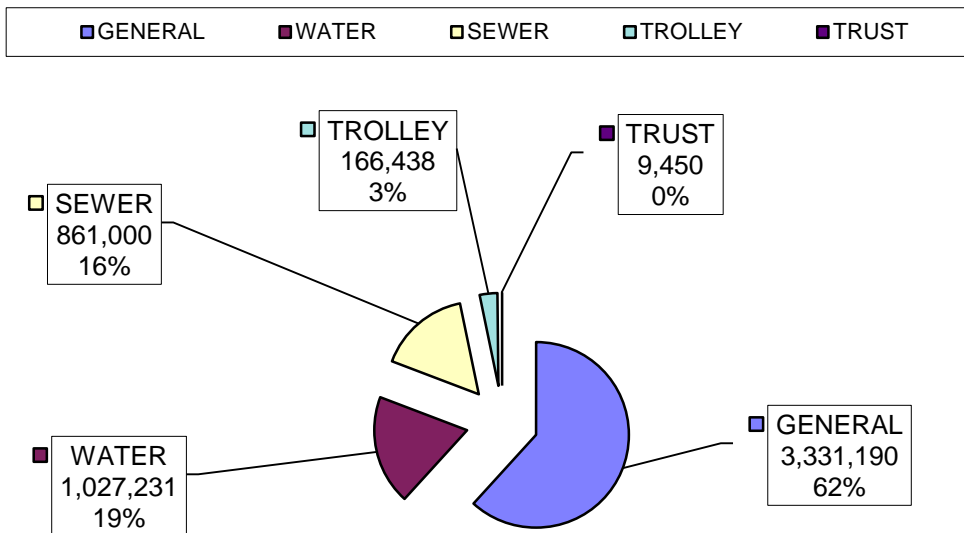 GENERAL WATER SEWER TROLLEY TRUST
TROLLEY
166,438
3%
TRUST
9,450
0%
SEWER
861,000
16%
GENERAL
3,331,190
62%
WATER
1,027,231
19%